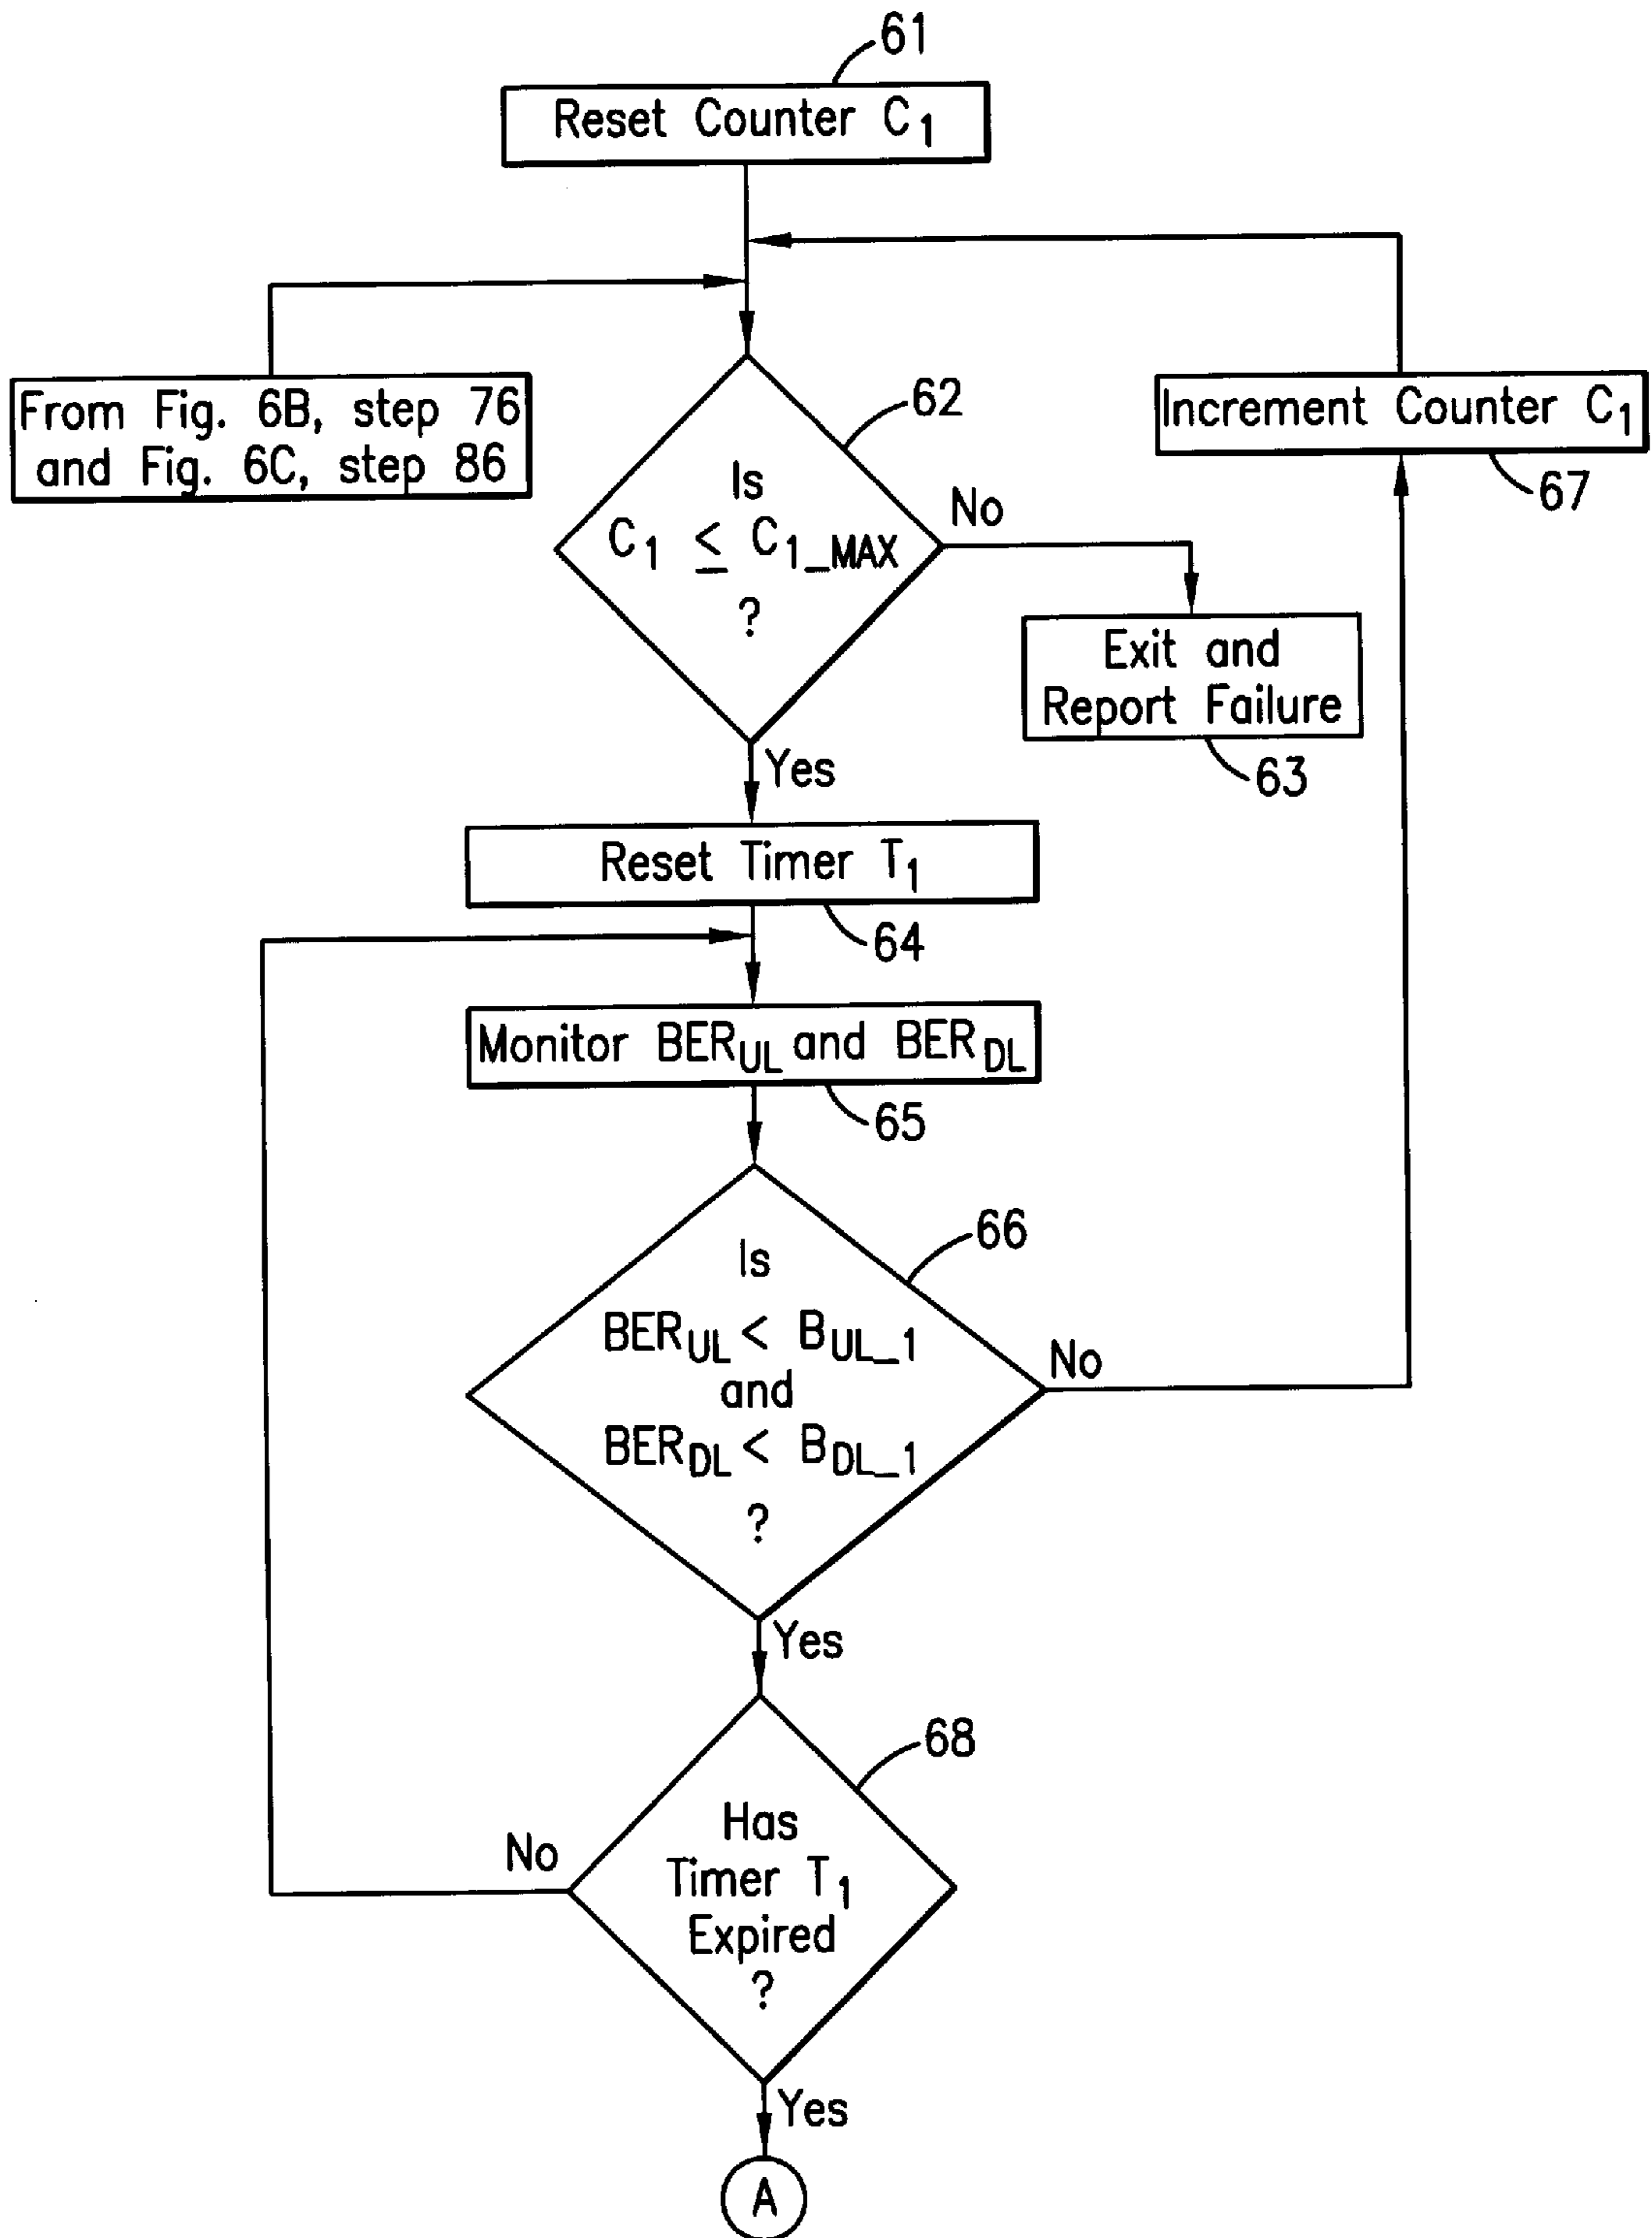 61
Reset Counter C1
From Fig. 6B, step 76
and Fig. 6C, step 86
62
Is
C1 ≤ C1_MAX
?
No
Increment Counter C1
67
Exit and
Report Failure
63
Yes
Reset Timer T1
64
Monitor BERUL and BERDL
65
66
Is
BERUL < BUL_1
and
BERDL < BDL_1
?
No
Yes
68
Has
Timer T1
Expired
?
No
Yes
A